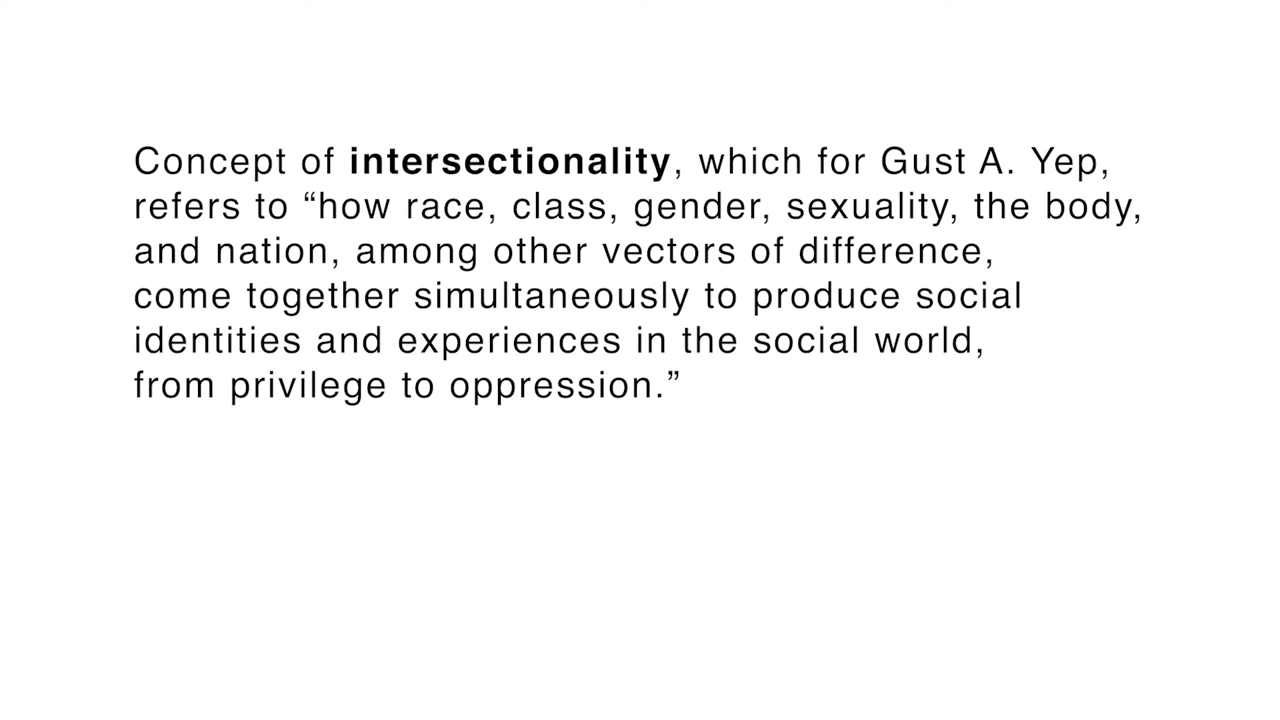 Concept of intersectionality, which for Gust A. Yep,
refers to “how race, class, gender, sexuality, the body,
and nation, among other vectors of difference,
come together simultaneously to produce social
identities and experiences in the social world,
from privilege to oppression.”